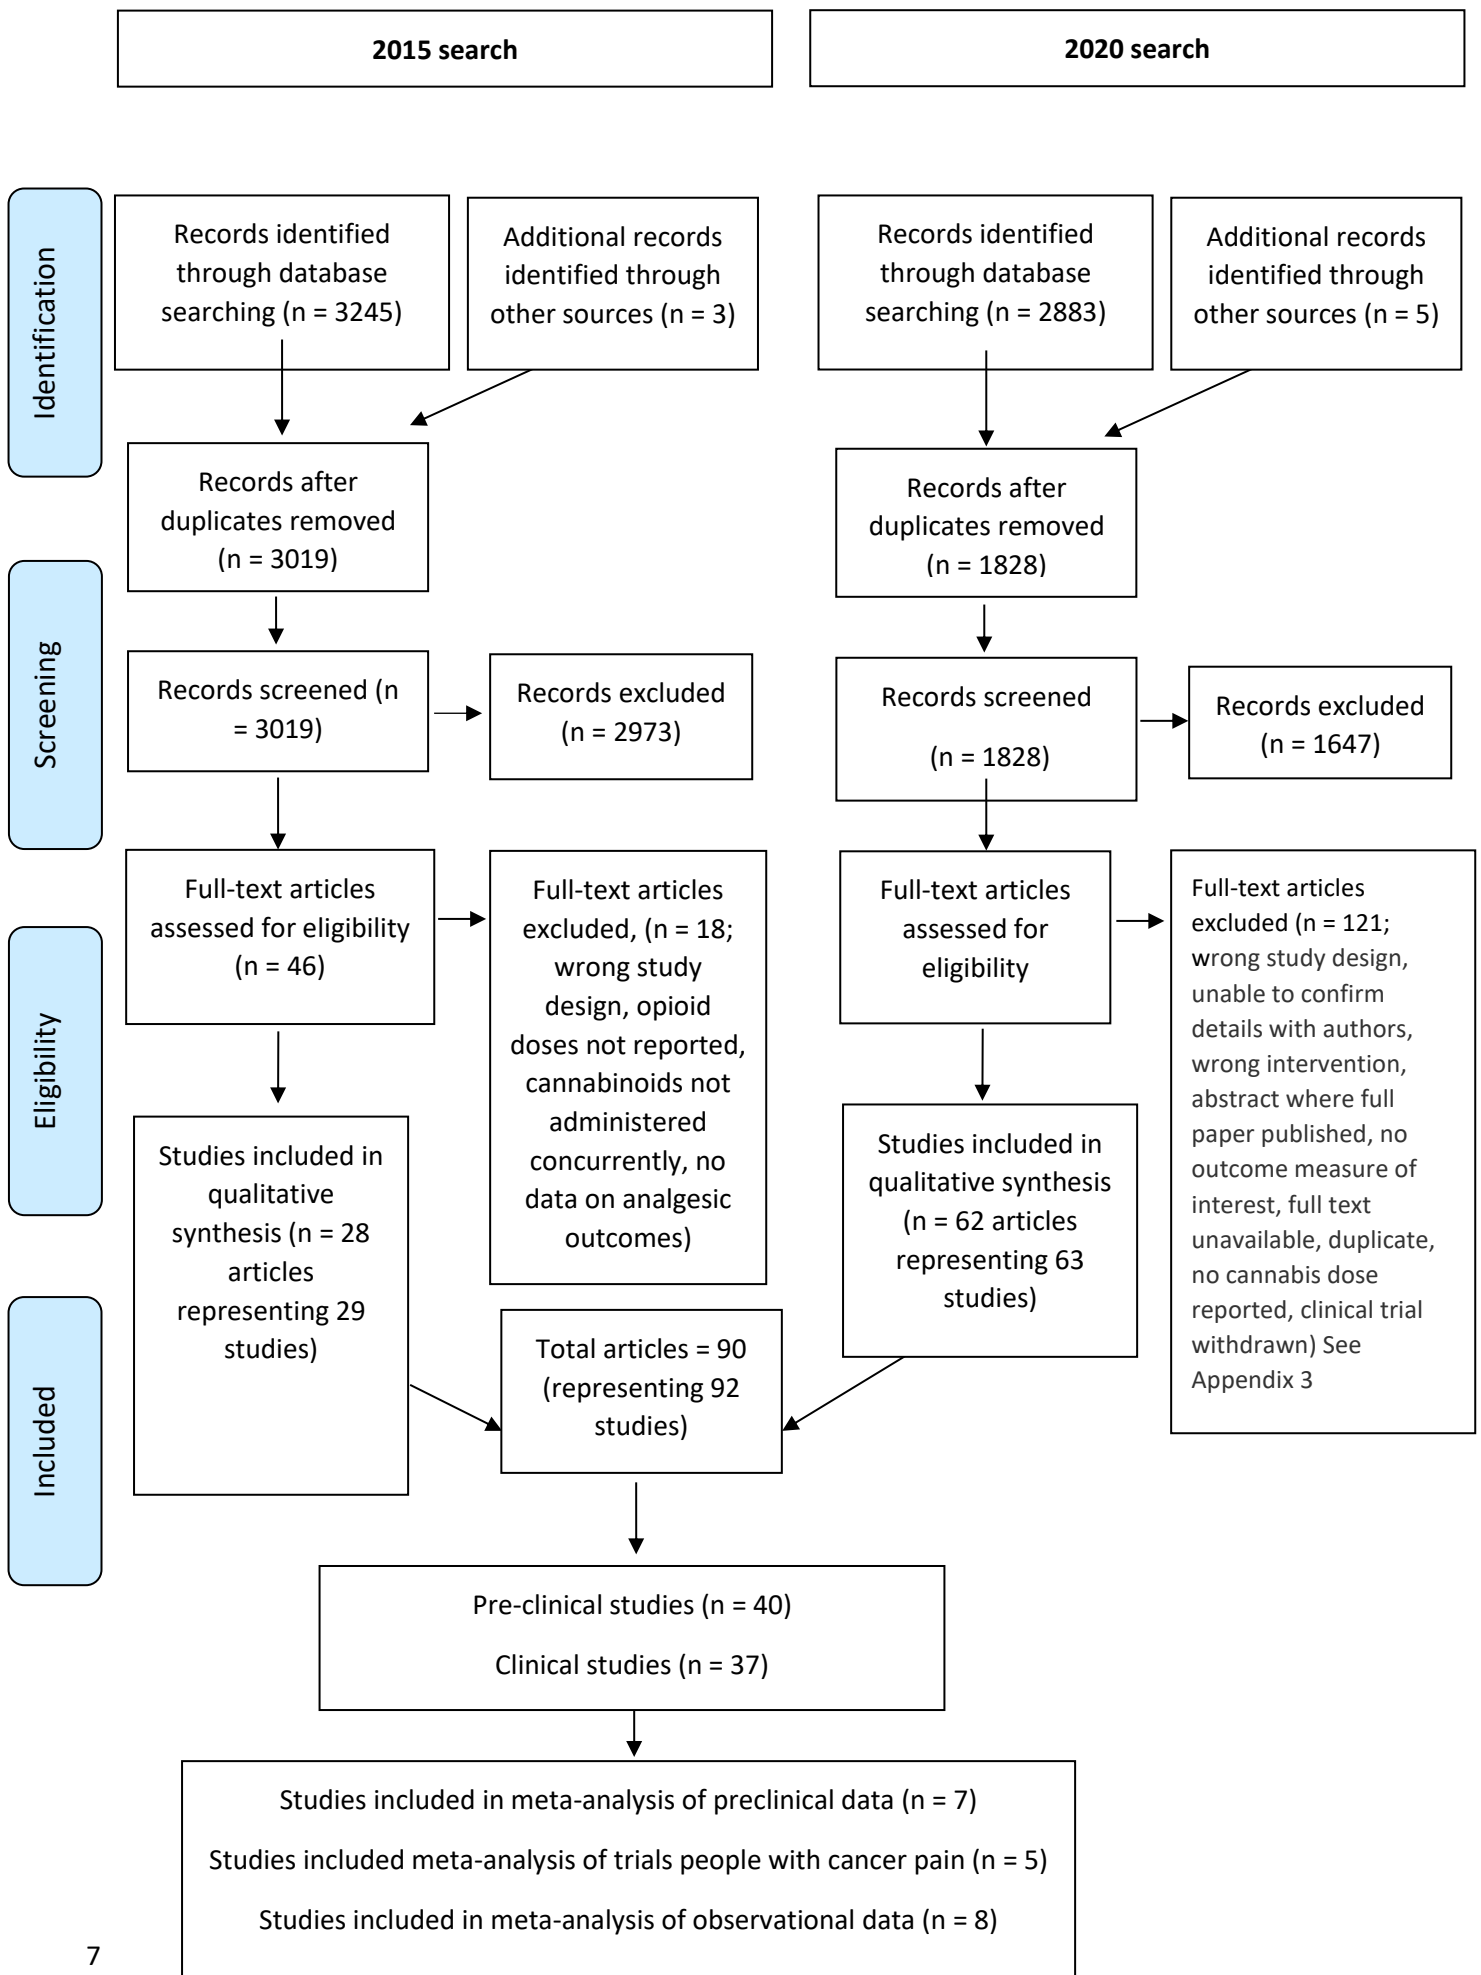 2015 search
2020 search
Identification
Records identified
through database
searching (n = 3245)
Additional records
identified through
other sources (n = 3)
Records identified
through database
searching (n = 2883)
Additional records
identified through
other sources (n = 5)
Records after
duplicates removed
(n = 3019)
Records after
duplicates removed
(n = 1828)
Screening
Records screened (n
= 3019)
Records excluded
(n = 2973)
Records screened
(n = 1828)
Records excluded
(n = 1647)
Eligibility
Full-text articles
assessed for eligibility
(n = 46)
Full-text articles
excluded, (n = 18;
wrong study
design, opioid
doses not reported,
cannabinoids not
administered
concurrently, no
data on analgesic
outcomes)
Full-text articles
assessed for
eligibility
Full-text articles
excluded (n = 121;
wrong study design,
unable to confirm
details with authors,
wrong intervention,
abstract where full
paper published, no
outcome measure of
interest, full text
unavailable, duplicate,
no cannabis dose
reported, clinical trial
withdrawn) See
Appendix 3
Included
Studies included in
qualitative
synthesis (n = 28
articles
representing 29
studies)
Studies included in
qualitative synthesis
(n = 62 articles
representing 63
studies)
Total articles = 90
(representing 92
studies)
Pre-clinical studies (n = 40)
Clinical studies (n = 37)
Studies included in meta-analysis of preclinical data (n = 7)
Studies included meta-analysis of trials people with cancer pain (n = 5)
Studies included in meta-analysis of observational data (n = 8)
7